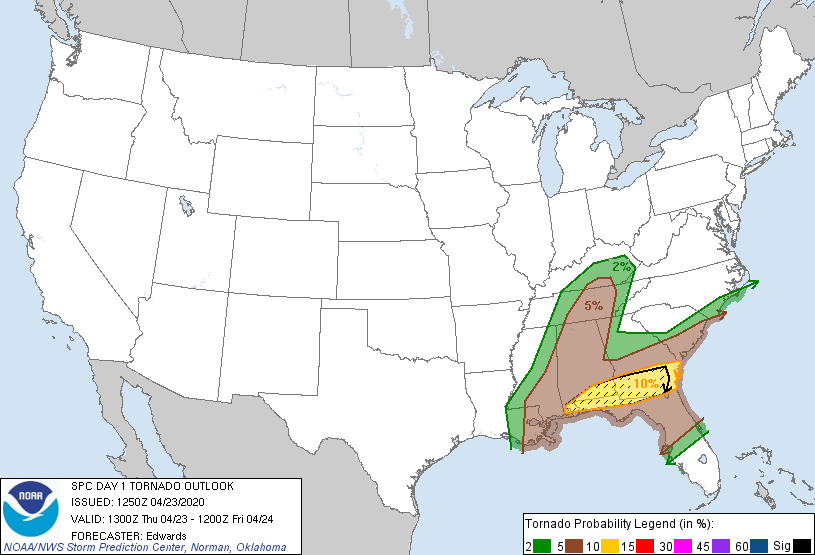 2%
5%
10%
NOAA
SPC DAY 1 TORNADO OUTLOOK
ISSUED: 1250Z 04/23/2020
VALID: 1300Z Thu 04/23 - 1200Z Fri 04/24
FORECASTER: Edwards
NOAA/NWS Storm Prediction Center, Norman, Oklahoma
Tornado Probability Legend (in %):
2 5 10 15 30 45 60 Sig